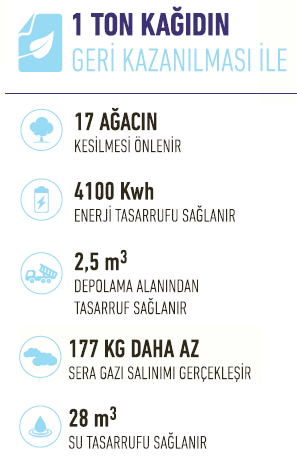 1 TON KAĞIDIN
GERİ KAZANILMASI İLE
17 AĞACIN
KESİLMESİ ÖNLENİR
4100 Kwh
ENERJİ TASARRUFU SAĞLANIR
2,5 m³
DEPOLAMA ALANINDAN
TASARRUF SAĞLANIR
177 KG DAHA AZ
SERA GAZI SALINIMI GERÇEKLEŞİR
28 m³
SU TASARRUFU SAĞLANIR